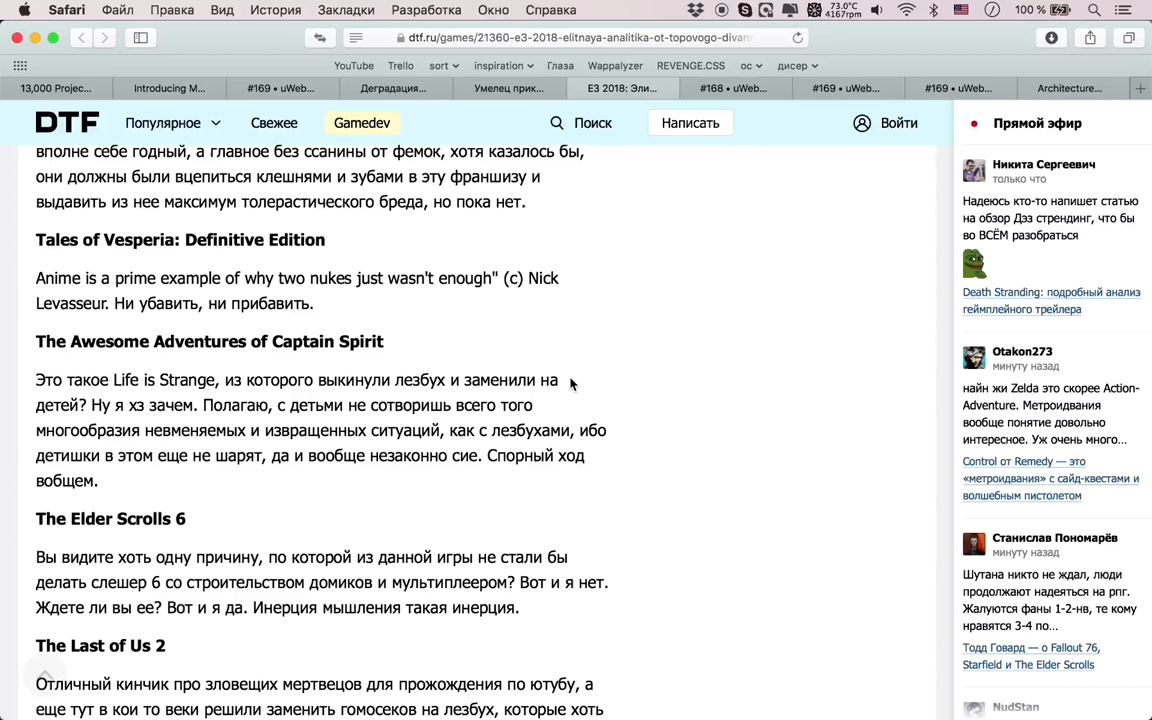 Safari Файл Правка Вид История Закладки Разработка Окно Справка 73.0°C 4167rpm 100 %
dtf.ru/games/21360-e3-2018-elitnaya-analitika-ot-topovogo-divann
YouTube Trello sort inspiration Глаза Wappalyzer REVENGE.CSS ос дисер
13,000 Projec... Introducing M... #169 • uWeb... Деградация... Умелец прик... E3 2018: Эли... #168 • uWeb... #169 • uWeb... #169 • uWeb... Architecture...
DTF Популярное Свежее Gamedev Поиск Написать Войти
вполне себе годный, а главное без ссанины от фемок, хотя казалось бы,
они должны были вцепиться клешнями и зубами в эту франшизу и
выдавить из нее максимум толерастического бреда, но пока нет.
Tales of Vesperia: Definitive Edition
Anime is a prime example of why two nukes just wasn't enough" (c) Nick
Levasseur. Ни убавить, ни прибавить.
The Awesome Adventures of Captain Spirit
Это такое Life is Strange, из которого выкинули лезбух и заменили на
детей? Ну я хз зачем. Полагаю, с детьми не сотворишь всего того
многообразия невменяемых и извращенных ситуаций, как с лезбухами, ибо
детишки в этом еще не шарят, да и вообще незаконно сие. Спорный ход
вобщем.
The Elder Scrolls 6
Вы видите хоть одну причину, по которой из данной игры не стали бы
делать слешер 6 со строительством домиков и мультиплеером? Вот и я нет.
Ждете ли вы ее? Вот и я да. Инерция мышления такая инерция.
The Last of Us 2
Отличный кинчик про зловещих мертвецов для прохождения по ютубу, а
еще тут в кои то веки решили заменить гомосеков на лезбух, которые хоть
Прямой эфир
Никита Сергеевич
только что
Надеюсь кто-то напишет статью
на обзор Дэз стрендинг, что бы
во ВСЁМ разобраться
Death Stranding: подробный анализ
геймплейного трейлера
Otakon273
минуту назад
найн жи Zelda это скорее Action-
Adventure. Метроидвания
вообще понятие довольно
интересное. Уж очень много...
Control от Remedy — это
«метроидвания» с сайд-квестами и
волшебным пистолетом
Станислав Пономарёв
минуту назад
Шутана никто не ждал, люди
продолжают надеяться на рпг.
Жалуются фаны 1-2-нв, те кому
нравятся 3-4 по...
Тодд Говард — о Fallout 76,
Starfield и The Elder Scrolls
NudStan